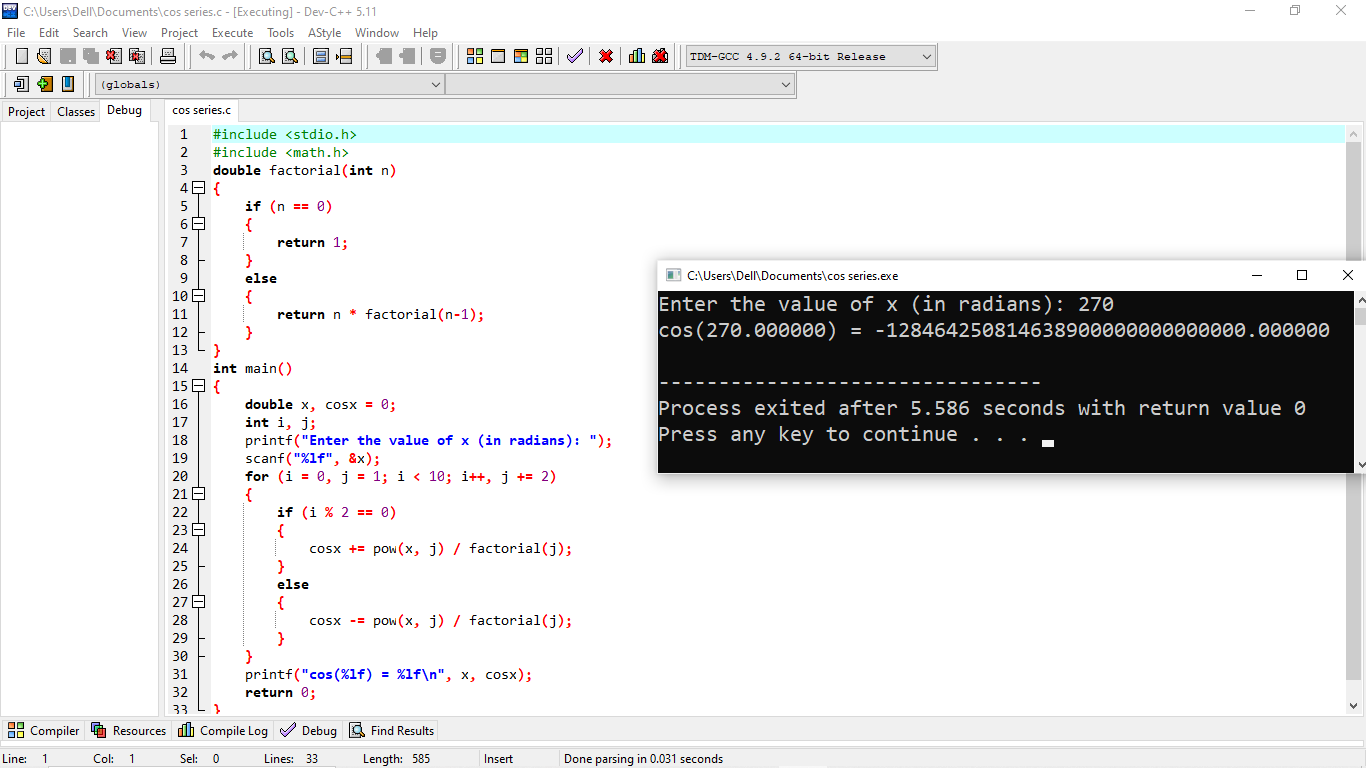 C:\Users\Dell\Documents\cos series.c - [Executing] - Dev-C++ 5.11
File Edit Search View Project Execute Tools AStyle Window Help
TDM-GCC 4.9.2 64-bit Release
(globals)
Project Classes Debug
cos series.c
1 #include <stdio.h>
2 #include <math.h>
3 double factorial(int n)
4 {
5 if (n == 0)
6 {
7 return 1;
8 }
9 else
10 {
11 return n * factorial(n-1);
12 }
13 }
14 int main()
15 {
16 double x, cosx = 0;
17 int i, j;
18 printf("Enter the value of x (in radians): ");
19 scanf("%lf", &x);
20 for (i = 0, j = 1; i < 10; i++, j += 2)
21 {
22 if (i % 2 == 0)
23 {
24 cosx += pow(x, j) / factorial(j);
25 }
26 else
27 {
28 cosx -= pow(x, j) / factorial(j);
29 }
30 }
31 printf("cos(%lf) = %lf\n", x, cosx);
32 return 0;
33 }
C:\Users\Dell\Documents\cos series.exe
Enter the value of x (in radians): 270
cos(270.000000) = -128464250814638900000000000000.000000
--------------------------------
Process exited after 5.586 seconds with return value 0
Press any key to continue . . .
Compiler Resources Compile Log Debug Find Results
Line: 1 Col: 1 Sel: 0 Lines: 33 Length: 585 Insert Done parsing in 0.031 seconds